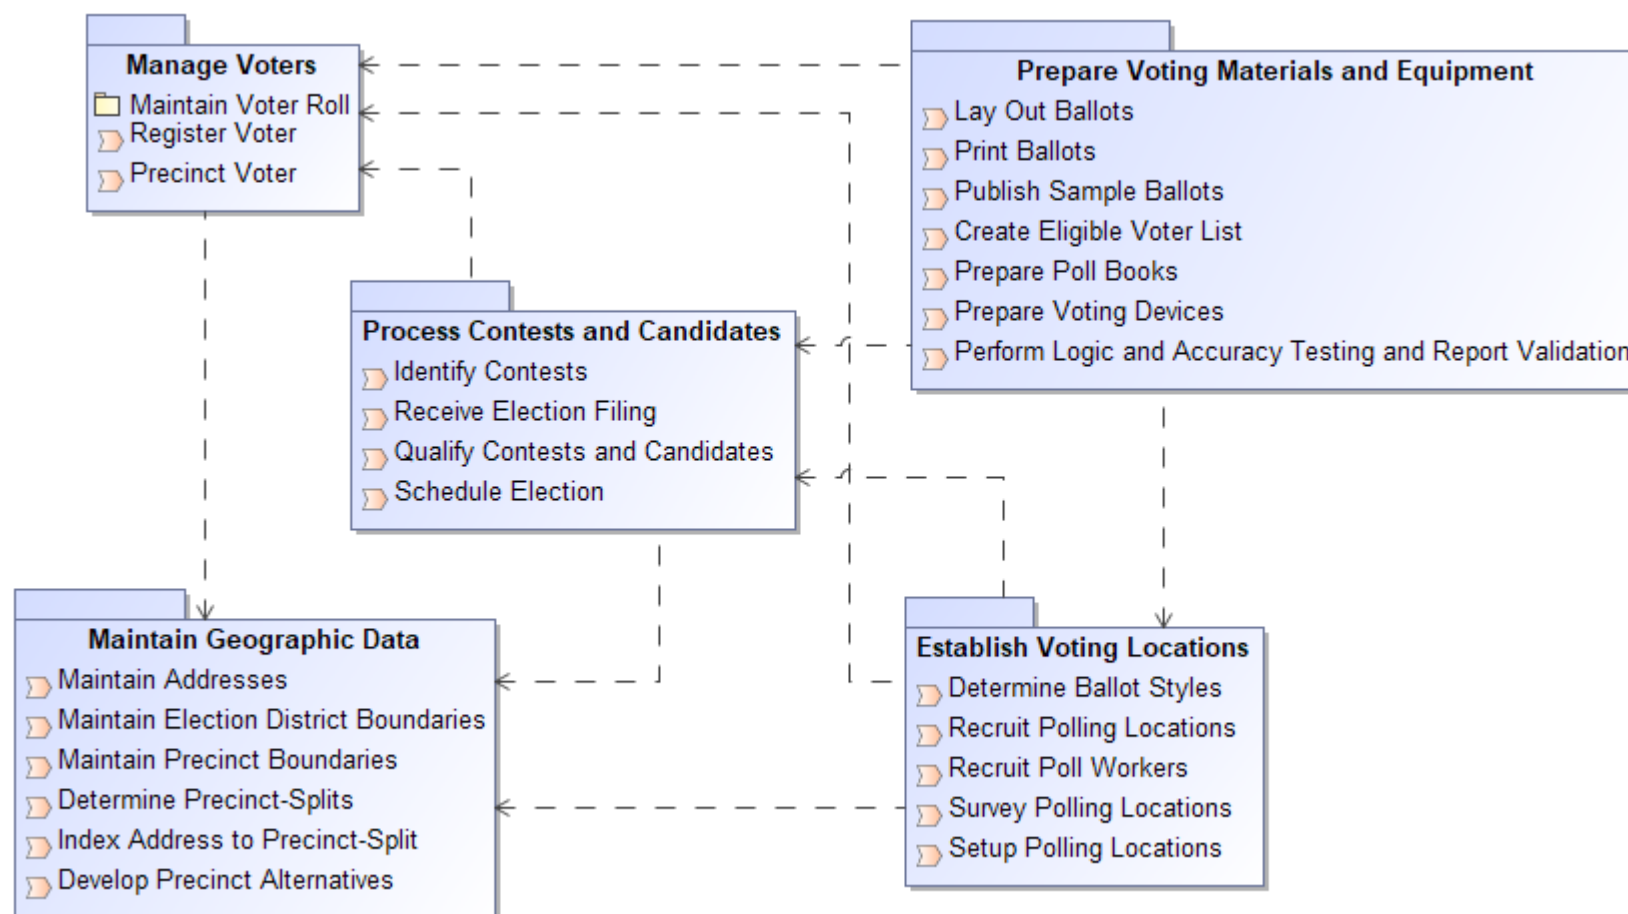 Manage Voters
Maintain Voter Roll
Register Voter
Precinct Voter
Prepare Voting Materials and Equipment
Lay Out Ballots
Print Ballots
Publish Sample Ballots
Create Eligible Voter List
Prepare Poll Books
Prepare Voting Devices
Perform Logic and Accuracy Testing and Report Validation
Process Contests and Candidates
Identify Contests
Receive Election Filing
Qualify Contests and Candidates
Schedule Election
Maintain Geographic Data
Maintain Addresses
Maintain Election District Boundaries
Maintain Precinct Boundaries
Determine Precinct-Splits
Index Address to Precinct-Split
Develop Precinct Alternatives
Establish Voting Locations
Determine Ballot Styles
Recruit Polling Locations
Recruit Poll Workers
Survey Polling Locations
Setup Polling Locations